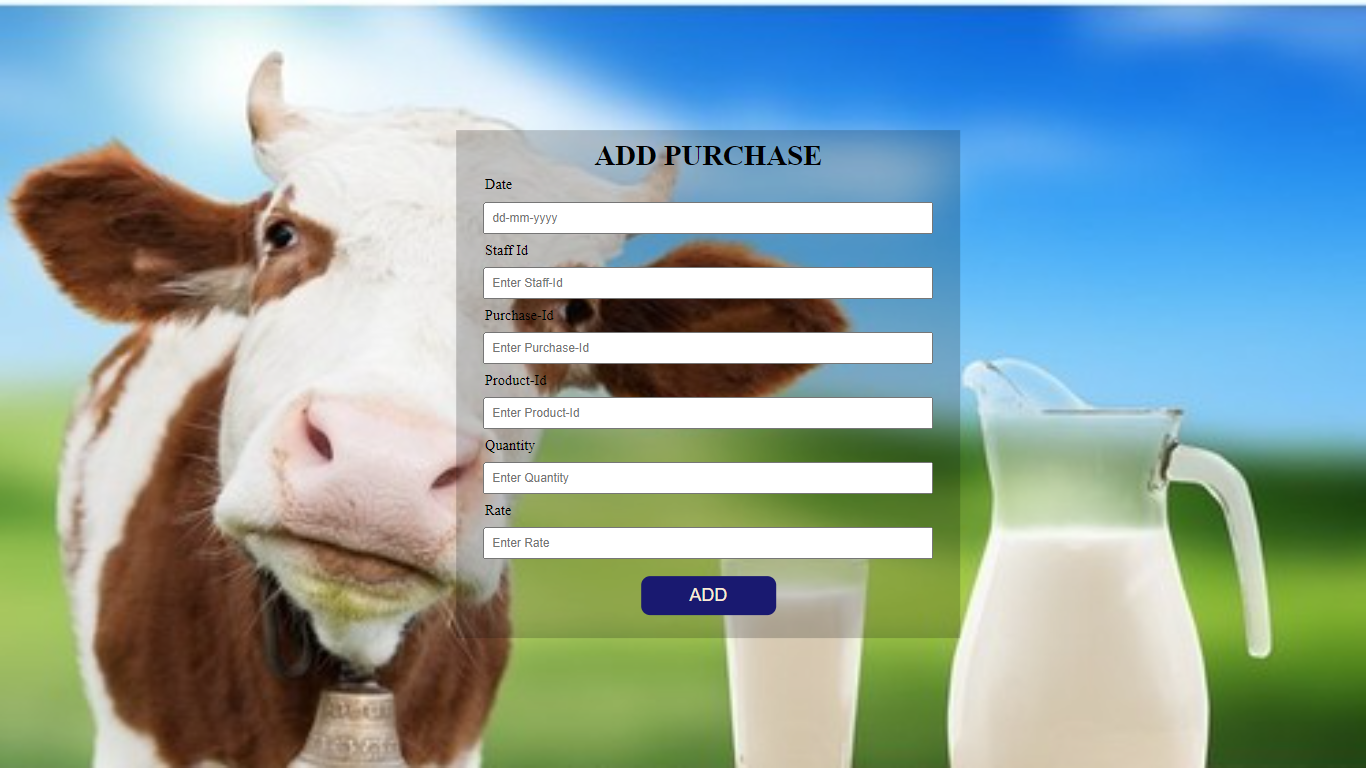 ADD PURCHASE
Date
dd-mm-yyyy
Staff Id
Enter Staff-Id
Purchase-Id
Enter Purchase-Id
Product-Id
Enter Product-Id
Quantity
Enter Quantity
Rate
Enter Rate
ADD